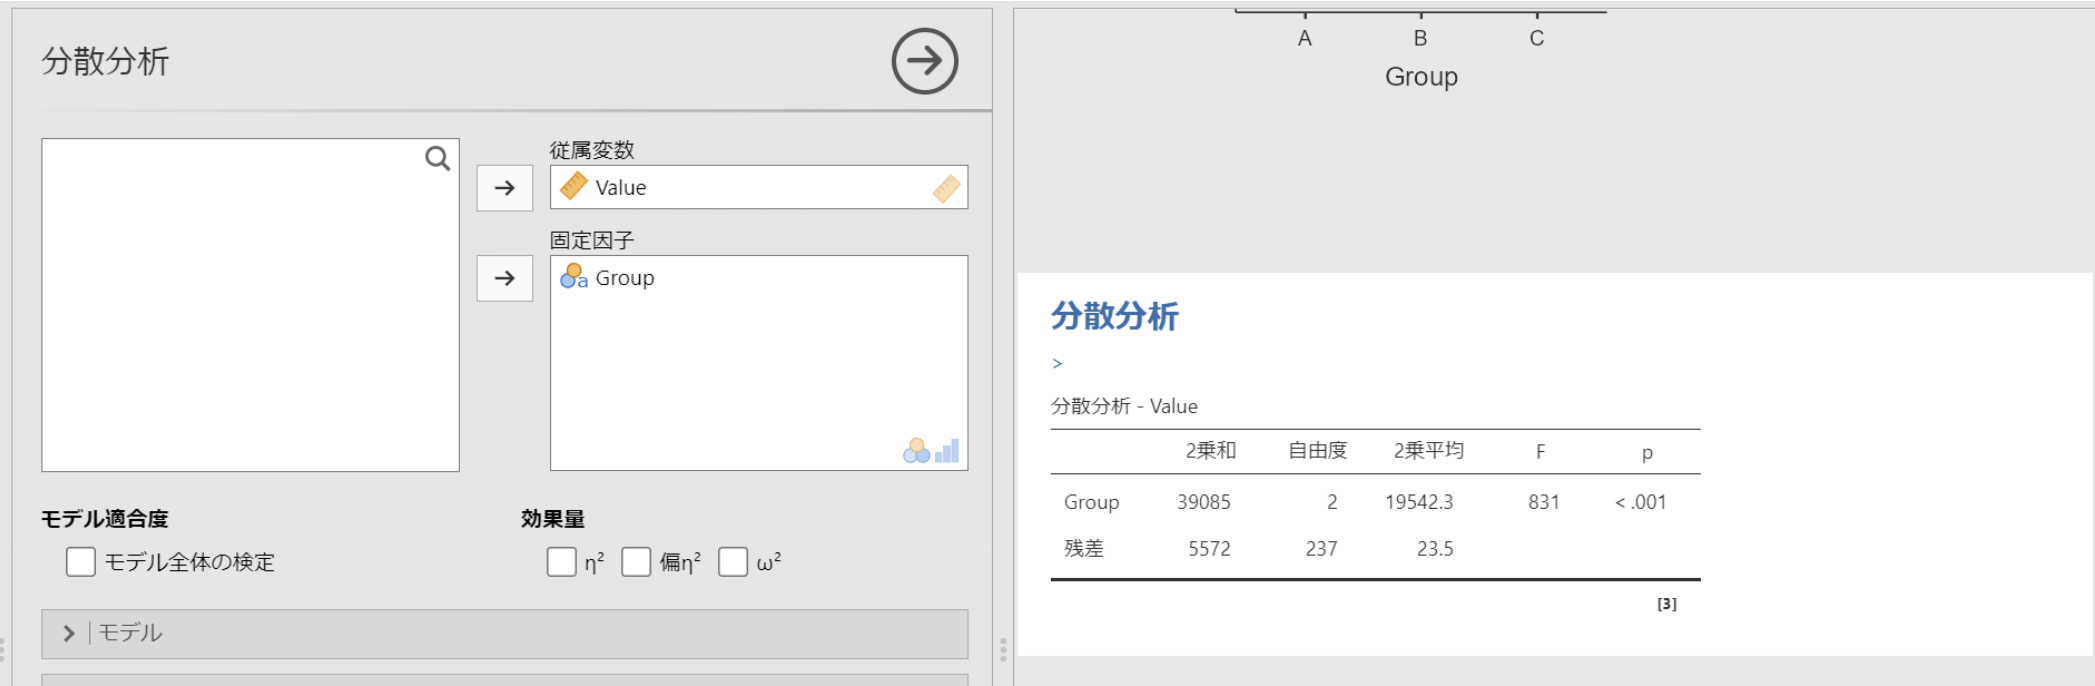 分散分析
従属変数
Value
固定因子
a Group
モデル適合度
モデル全体の検定
効果量
η² 偏η² ω²
モデル
A B C
Group
分散分析
>
分散分析 - Value
2乗和 自由度 2乗平均 F p
Group 39085 2 19542.3 831 < .001
残差 5572 237 23.5
[3]